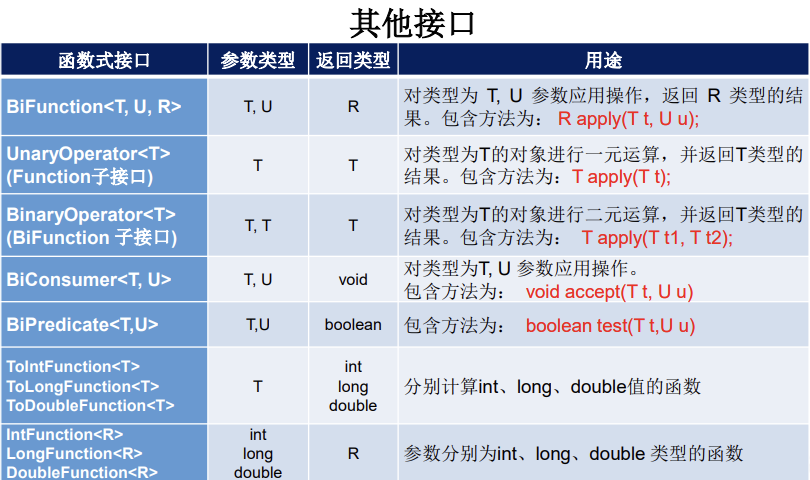 其他接口
函数式接口 参数类型 返回类型 用途
BiFunction<T, U, R> T, U R 对类型为 T, U 参数应用操作，返回 R 类型的结
果。包含方法为： R apply(T t, U u);
UnaryOperator<T>
(Function子接口) T T 对类型为T的对象进行一元运算，并返回T类型的
结果。包含方法为：T apply(T t);
BinaryOperator<T>
(BiFunction 子接口) T, T T 对类型为T的对象进行二元运算，并返回T类型的
结果。包含方法为： T apply(T t1, T t2);
BiConsumer<T, U> T, U void 对类型为T, U 参数应用操作。
包含方法为： void accept(T t, U u)
BiPredicate<T,U> T,U boolean 包含方法为： boolean test(T t,U u)
ToIntFunction<T>
ToLongFunction<T>
ToDoubleFunction<T>
T
int
long
double
分别计算int、long、double值的函数
IntFunction<R>
LongFunction<R>
DoubleFunction<R>
int
long
double
R
参数分别为int、long、double 类型的函数